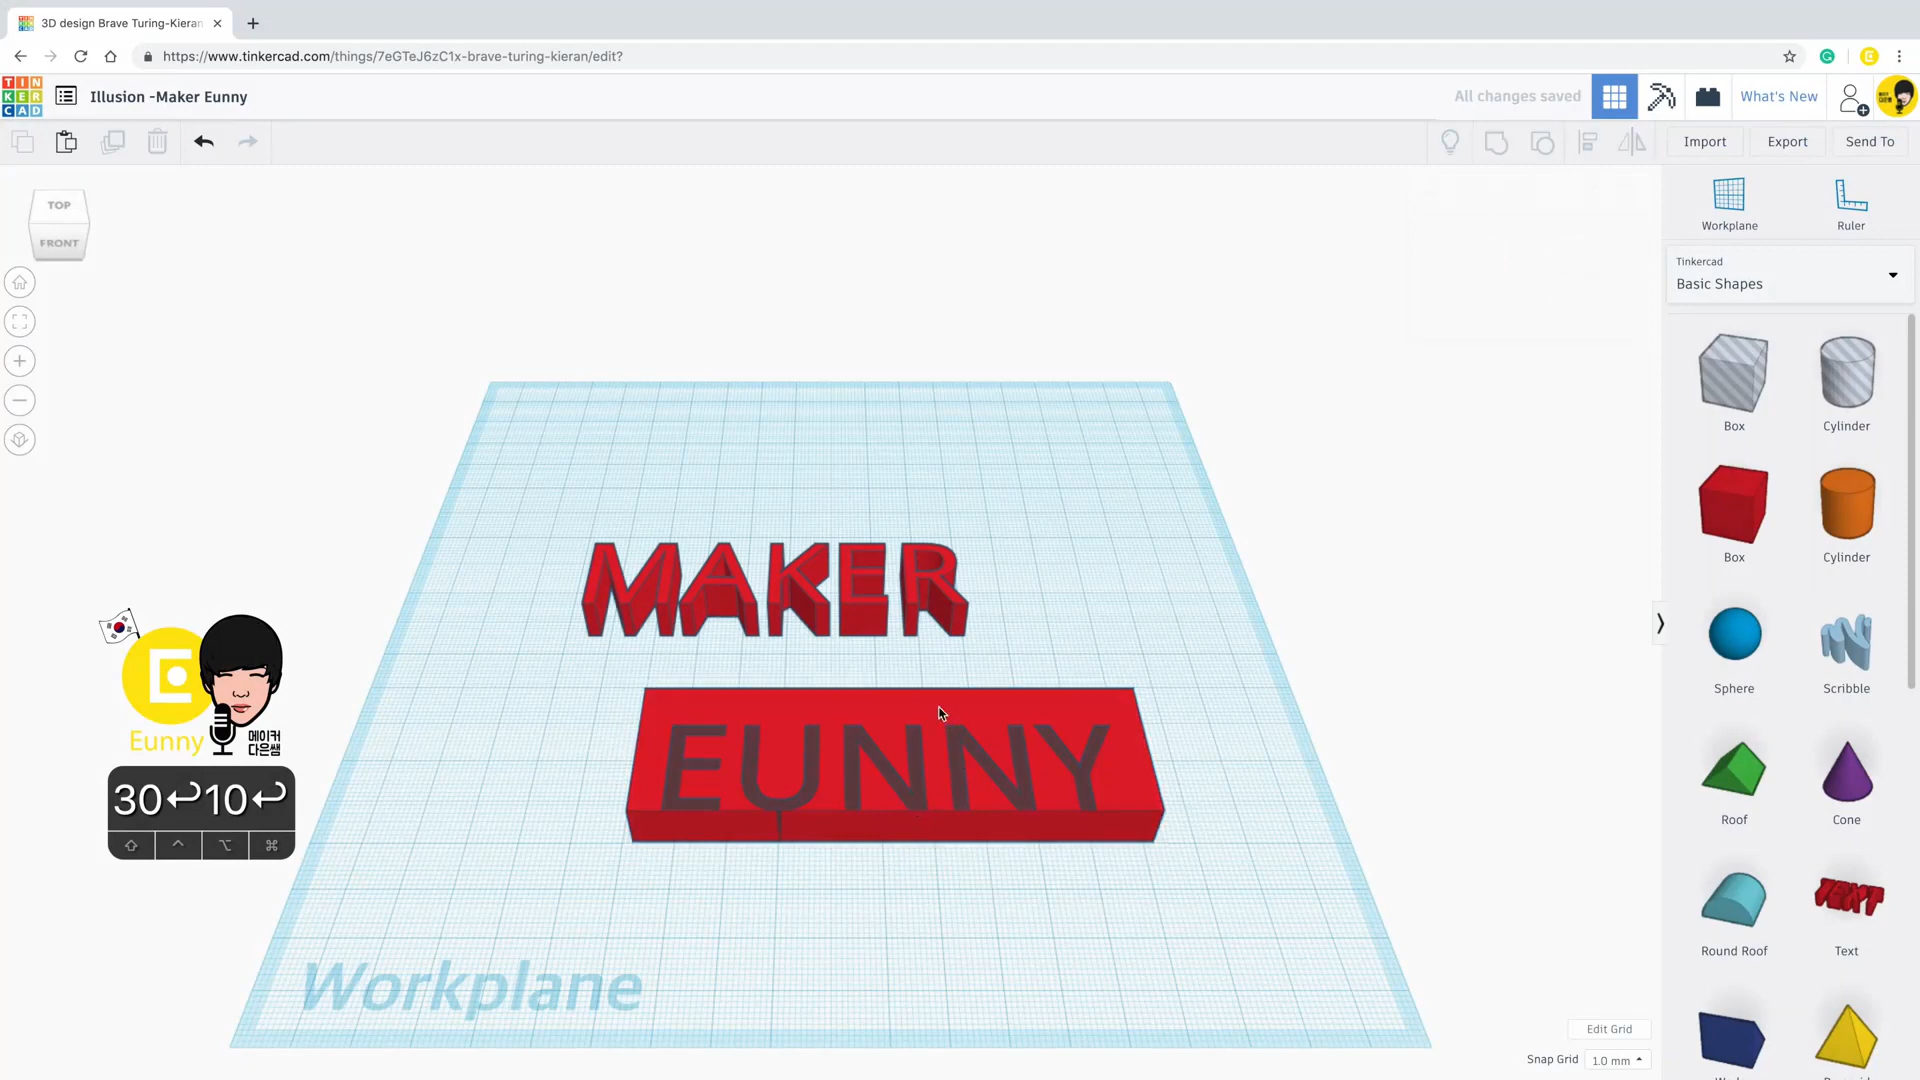 3D design Brave Turing-Kieran
https://www.tinkercad.com/things/7eGTeJ6zC1x-brave-turing-kieran/edit?
TIN
KER
CAD
Illusion -Maker Eunny
All changes saved
What's New
Import
Export
Send To
TOP
FRONT
Workplane
Ruler
Tinkercad
Basic Shapes
Box
Cylinder
Box
Cylinder
Sphere
Scribble
Roof
Cone
Round Roof
TEXT
Text
MAKER
EUNNY
Eunny
메이커
다은쌤
30↩10↩
Workplane
Edit Grid
Snap Grid
1.0 mm